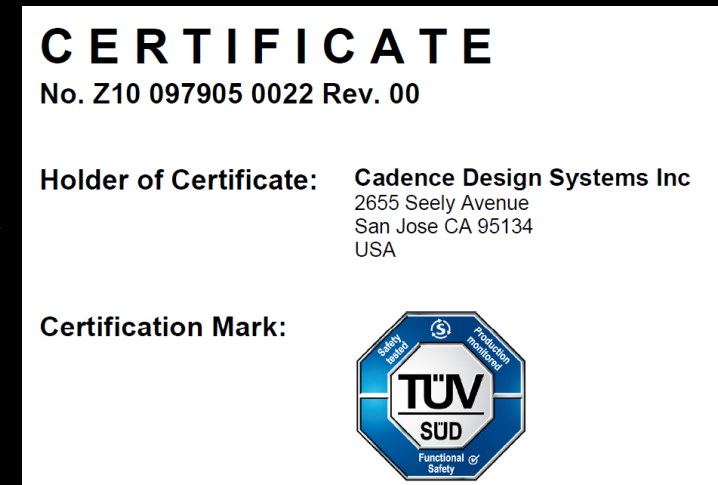 CERTIFICATE
No. Z10 097905 0022 Rev. 00
Holder of Certificate:
Cadence Design Systems Inc
2655 Seely Avenue
San Jose CA 95134
USA
Certification Mark:
Safety
tested
S
Production
monitored
TÜV
SÜD
Functional
Safety